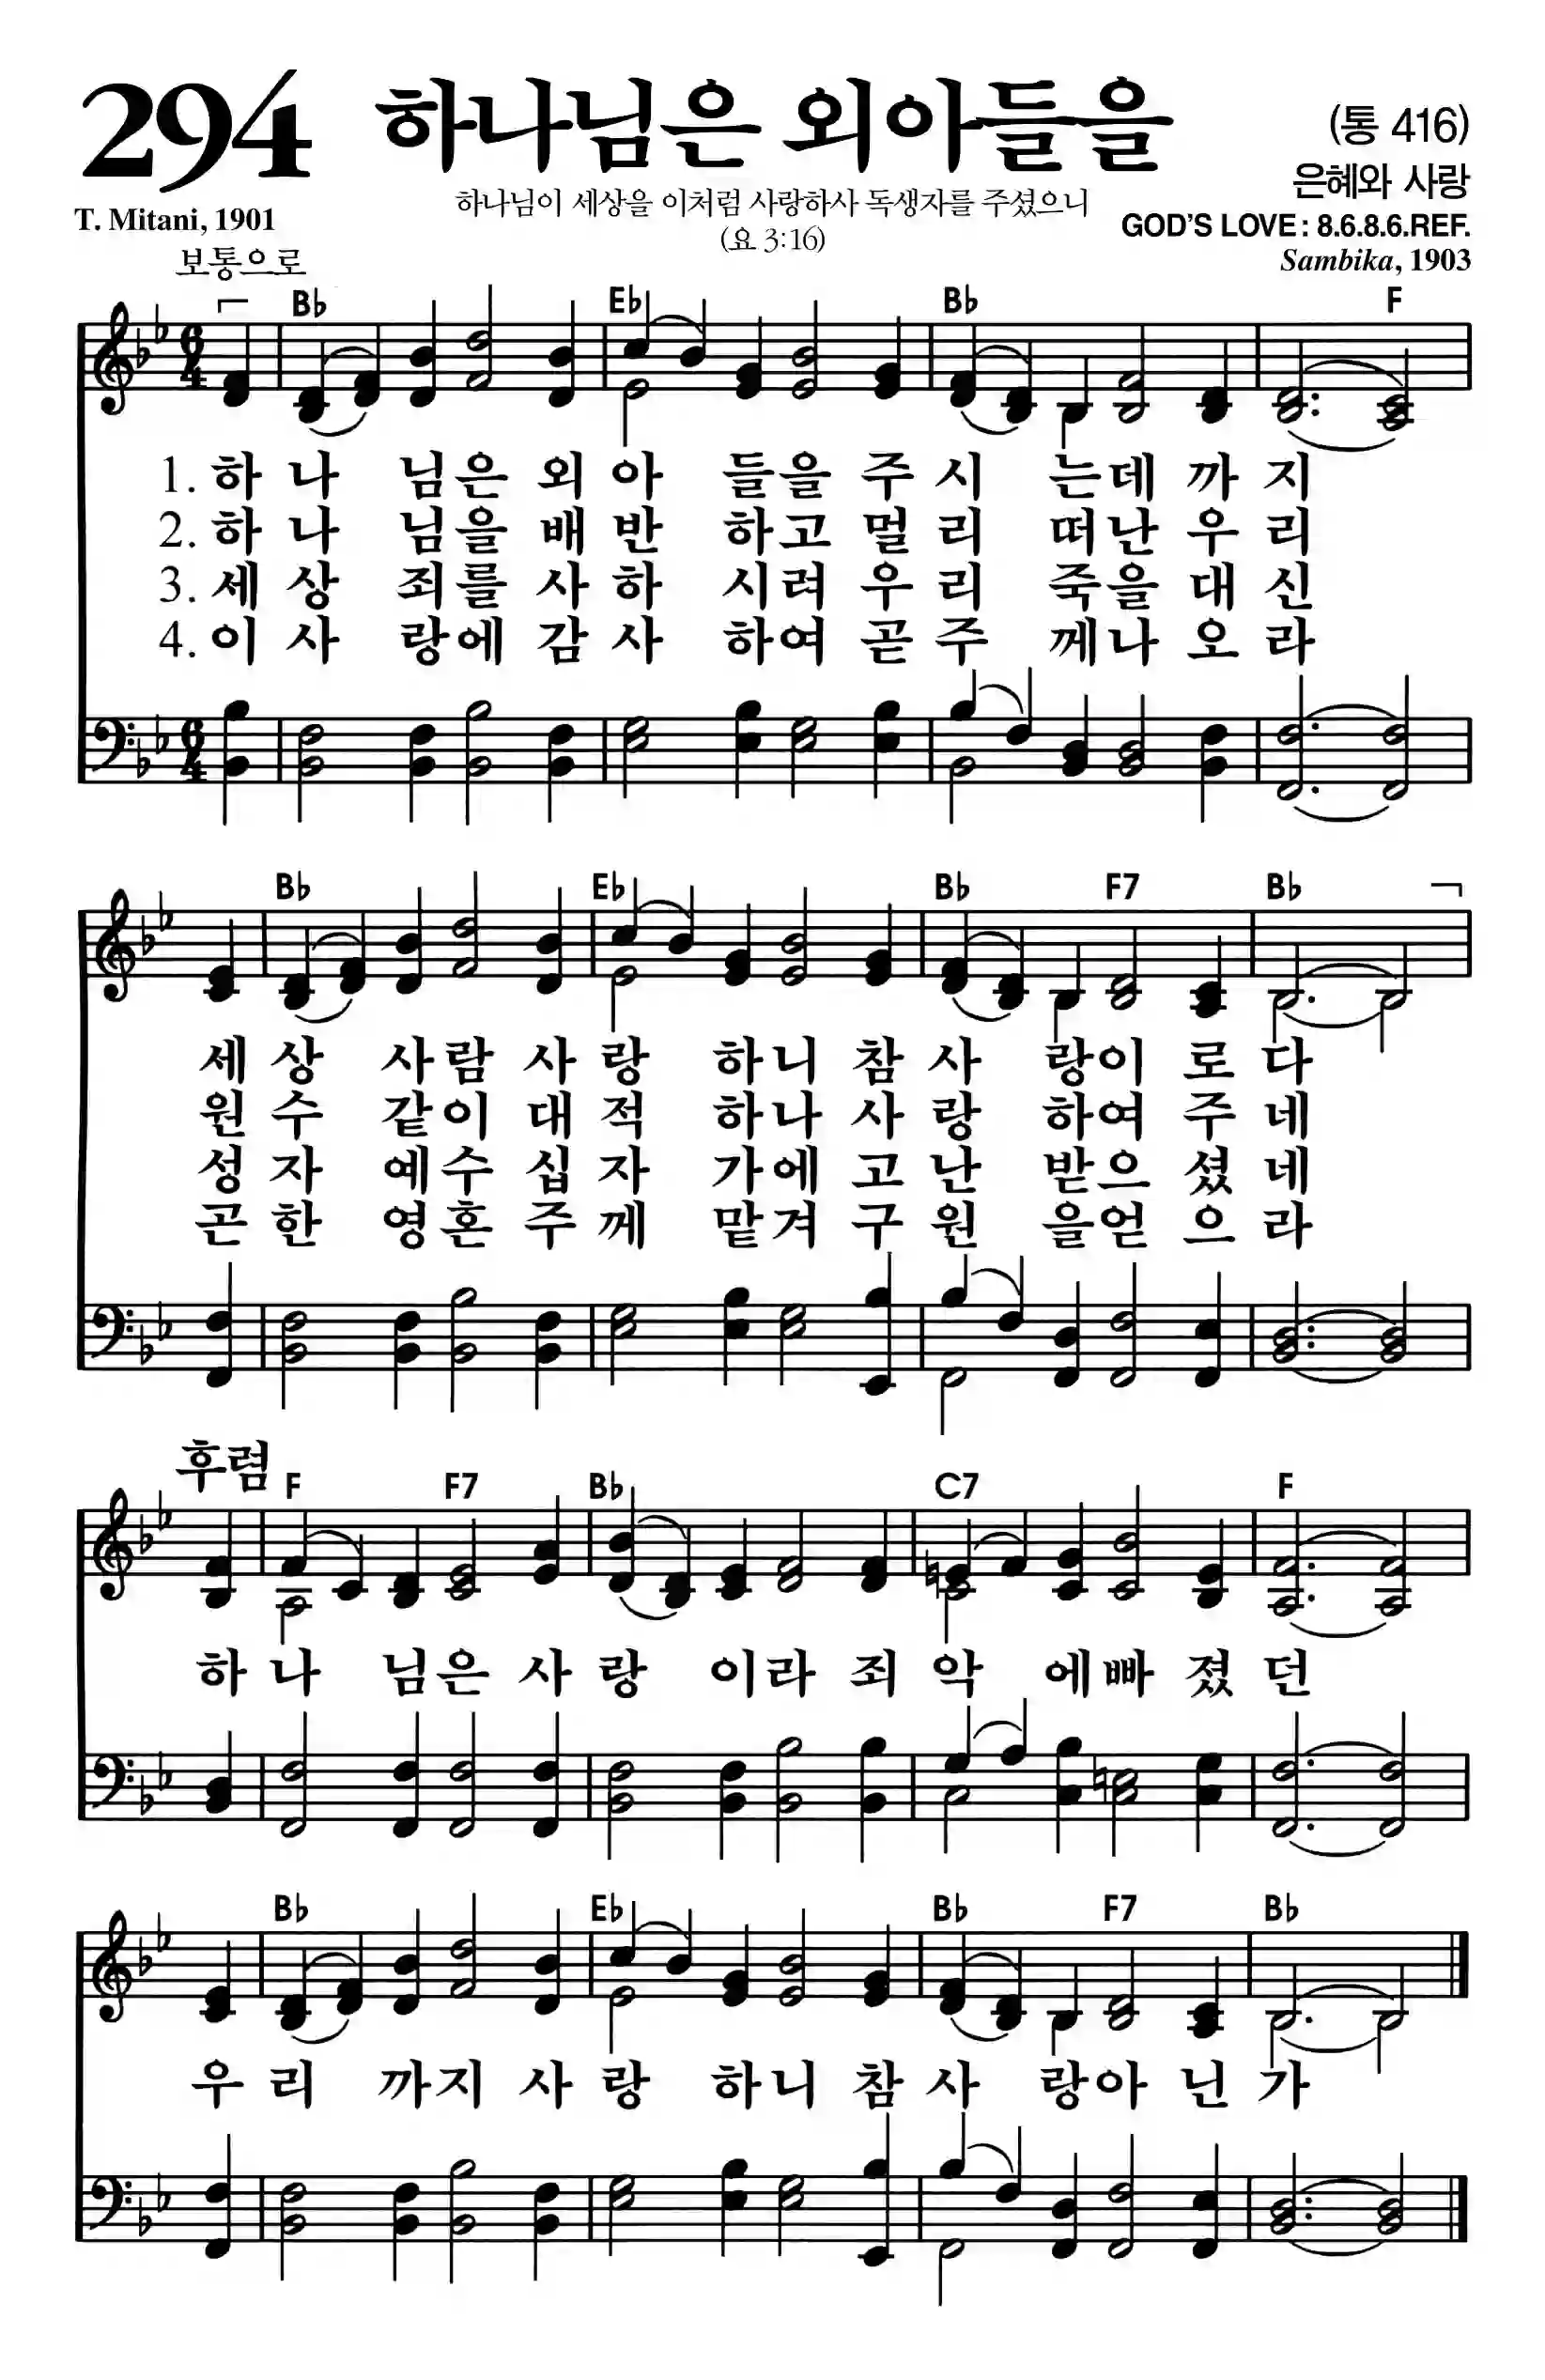 294 하나님은 외아들을 (통 416)
은혜와 사랑
하나님이 세상을 이처럼 사랑하사 독생자를 주셨으니
T. Mitani, 1901
GOD'S LOVE: 8.6.8.6.REF.
(요 3:16)
보통으로
Sambika, 1903
B♭ E♭ B♭ F
6 4
1. 하 나 님은 외 아 들을 주 시 는데 까 지
2. 하 나 님을 배 반 하고 멀 리 떠난 우 리
3. 세 상 죄를 사 하 시려 우 리 죽을 대 신
4. 이 사 랑에 감 사 하여 곧 주 께나 오 라
6 4
B♭ E♭ B♭ F7 B♭
세 상 사람 사 랑 하니 참 사 랑이 로 다
원 수 같이 대 적 하나 사 랑 하여 주 네
성 자 예수 십 자 가에 고 난 받으 셨 네
곤 한 영혼 주 께 맡겨 구 원 을얻 으 라
후렴
F F7 B♭ C7 F
하 나 님은 사 랑 이라 죄 악 에빠 졌 던
B♭ E♭ B♭ F7 B♭
우 리 까지 사 랑 하니 참 사 랑아 닌 가